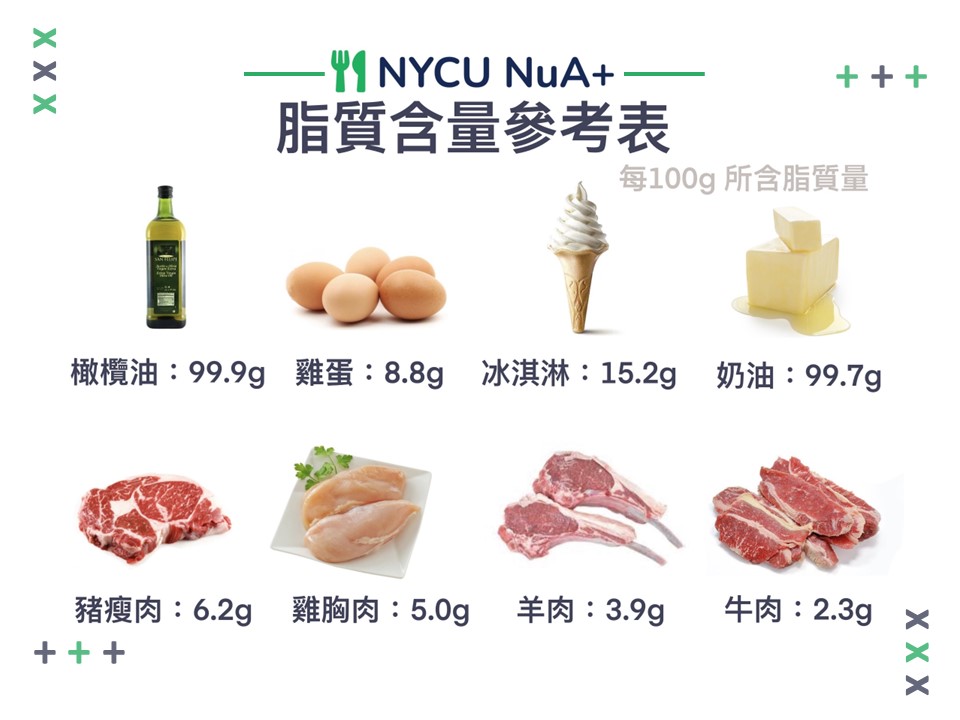 NYCU NuA+
脂質含量參考表
每100g 所含脂質量
橄欖油：99.9g
雞蛋：8.8g
冰淇淋：15.2g
奶油：99.7g
豬瘦肉：6.2g
雞胸肉：5.0g
羊肉：3.9g
牛肉：2.3g